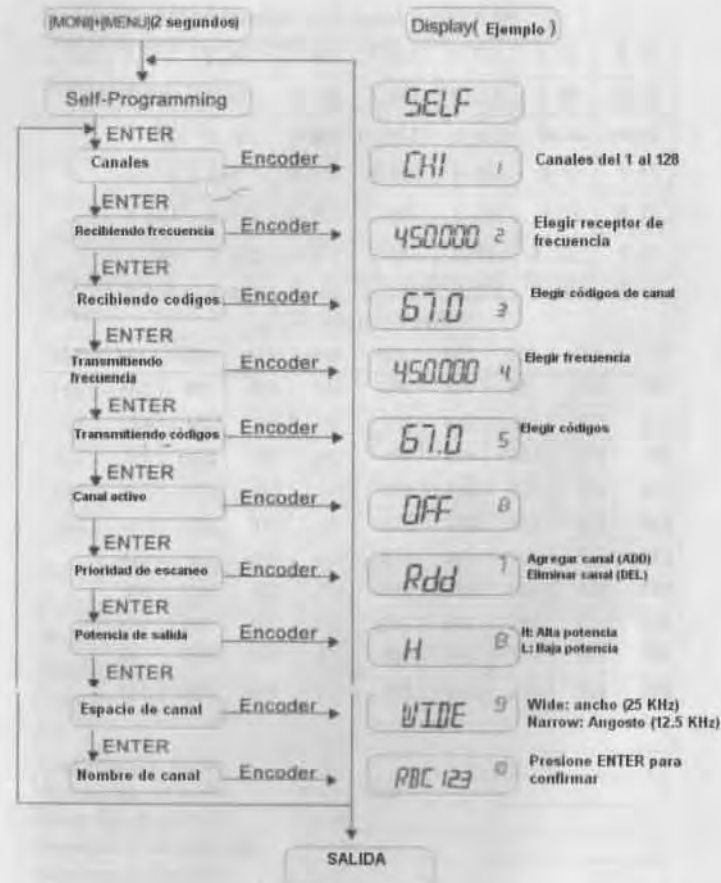 [MONI]+[MENU](2 segundos)
Display( Ejemplo )
Self-Programming
SELF
ENTER
Canales
Encoder
CH1 1
Canales del 1 al 128
ENTER
Recibiendo frecuencia
Encoder
450.000 2
Elegir receptor de
frecuencia
ENTER
Recibiendo codigos
Encoder
67.0 3
Elegir códigos de canal
ENTER
Transmitiendo
frecuencia
Encoder
450.000 4
Elegir frecuencia
ENTER
Transmitiendo códigos
Encoder
67.0 5
Elegir códigos
ENTER
Canal activo
Encoder
OFF
ENTER
Prioridad de escaneo
Encoder
Add 7
Agregar canal (ADD)
Eliminar canal (DEL)
ENTER
Potencia de salida
Encoder
H 8
H: Alta potencia
L: Baja potencia
ENTER
Espacio de canal
Encoder
WIDE 9
Wide: ancho (25 KHz)
Narrow: Angosto (12.5 KHz)
ENTER
Nombre de canal
Encoder
ABC 123 0
Presione ENTER para
confirmar
SALIDA